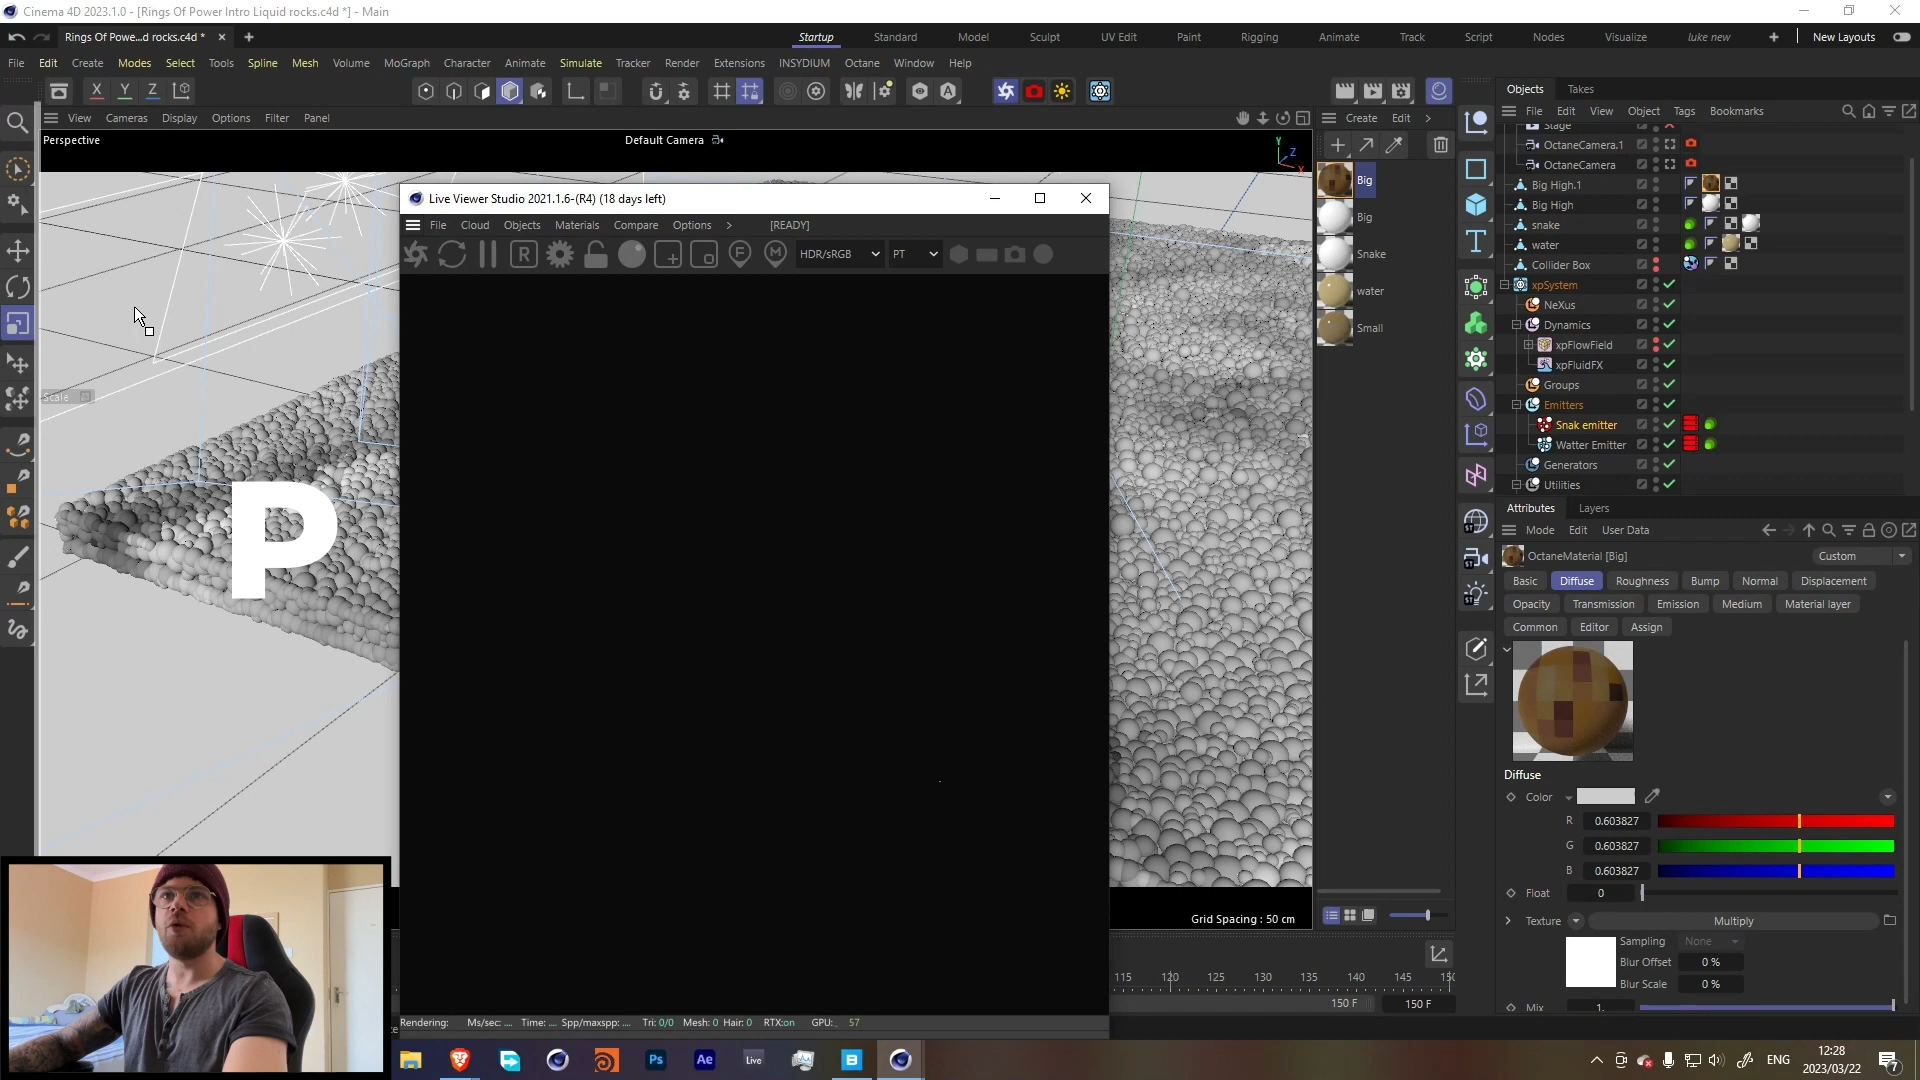 Cinema 4D 2023.1.0 - [Rings Of Power Intro Liquid rocks.c4d *] - Main
Rings Of Powe...d rocks.c4d *
Startup
Standard
Model
Sculpt
UV Edit
Paint
Rigging
Animate
Track
Script
Nodes
Visualize
luke new
New Layouts
File
Edit
Create
Modes
Select
Tools
Spline
Mesh
Volume
MoGraph
Character
Animate
Simulate
Tracker
Render
Extensions
INSYDIUM
Octane
Window
Help
X Y Z
View
Cameras
Display
Options
Filter
Panel
Perspective
Default Camera
Y
Z
X
Scale
P
Live Viewer Studio 2021.1.6-(R4) (18 days left)
File
Cloud
Objects
Materials
Compare
Options
[READY]
HDR/sRGB
PT
Rendering:
Ms/sec: ....
Time: ....
Spp/maxspp: ....
Tri: 0/0
Mesh: 0
Hair: 0
RTX:on
GPU:
57
Grid Spacing : 50 cm
115 120 125 130 135 140 145
150 F
150 F
Create
Edit
Big
Big
Snake
water
Small
Objects
Takes
File
Edit
View
Object
Tags
Bookmarks
Stage
OctaneCamera.1
OctaneCamera
Big High.1
Big High
snake
water
Collider Box
xpSystem
NeXus
Dynamics
xpFlowField
xpFluidFX
Groups
Emitters
Snak emitter
Watter Emitter
Generators
Utilities
Attributes
Layers
Mode
Edit
User Data
OctaneMaterial [Big]
Custom
Basic
Diffuse
Roughness
Bump
Normal
Displacement
Opacity
Transmission
Emission
Medium
Material layer
Common
Editor
Assign
Diffuse
Color
R 0.603827
G 0.603827
B 0.603827
Float 0
Texture
Multiply
Sampling None
Blur Offset 0 %
Blur Scale 0 %
Mix 1.
Ps
Ae
Live
B
ENG
12:28
2023/03/22
7